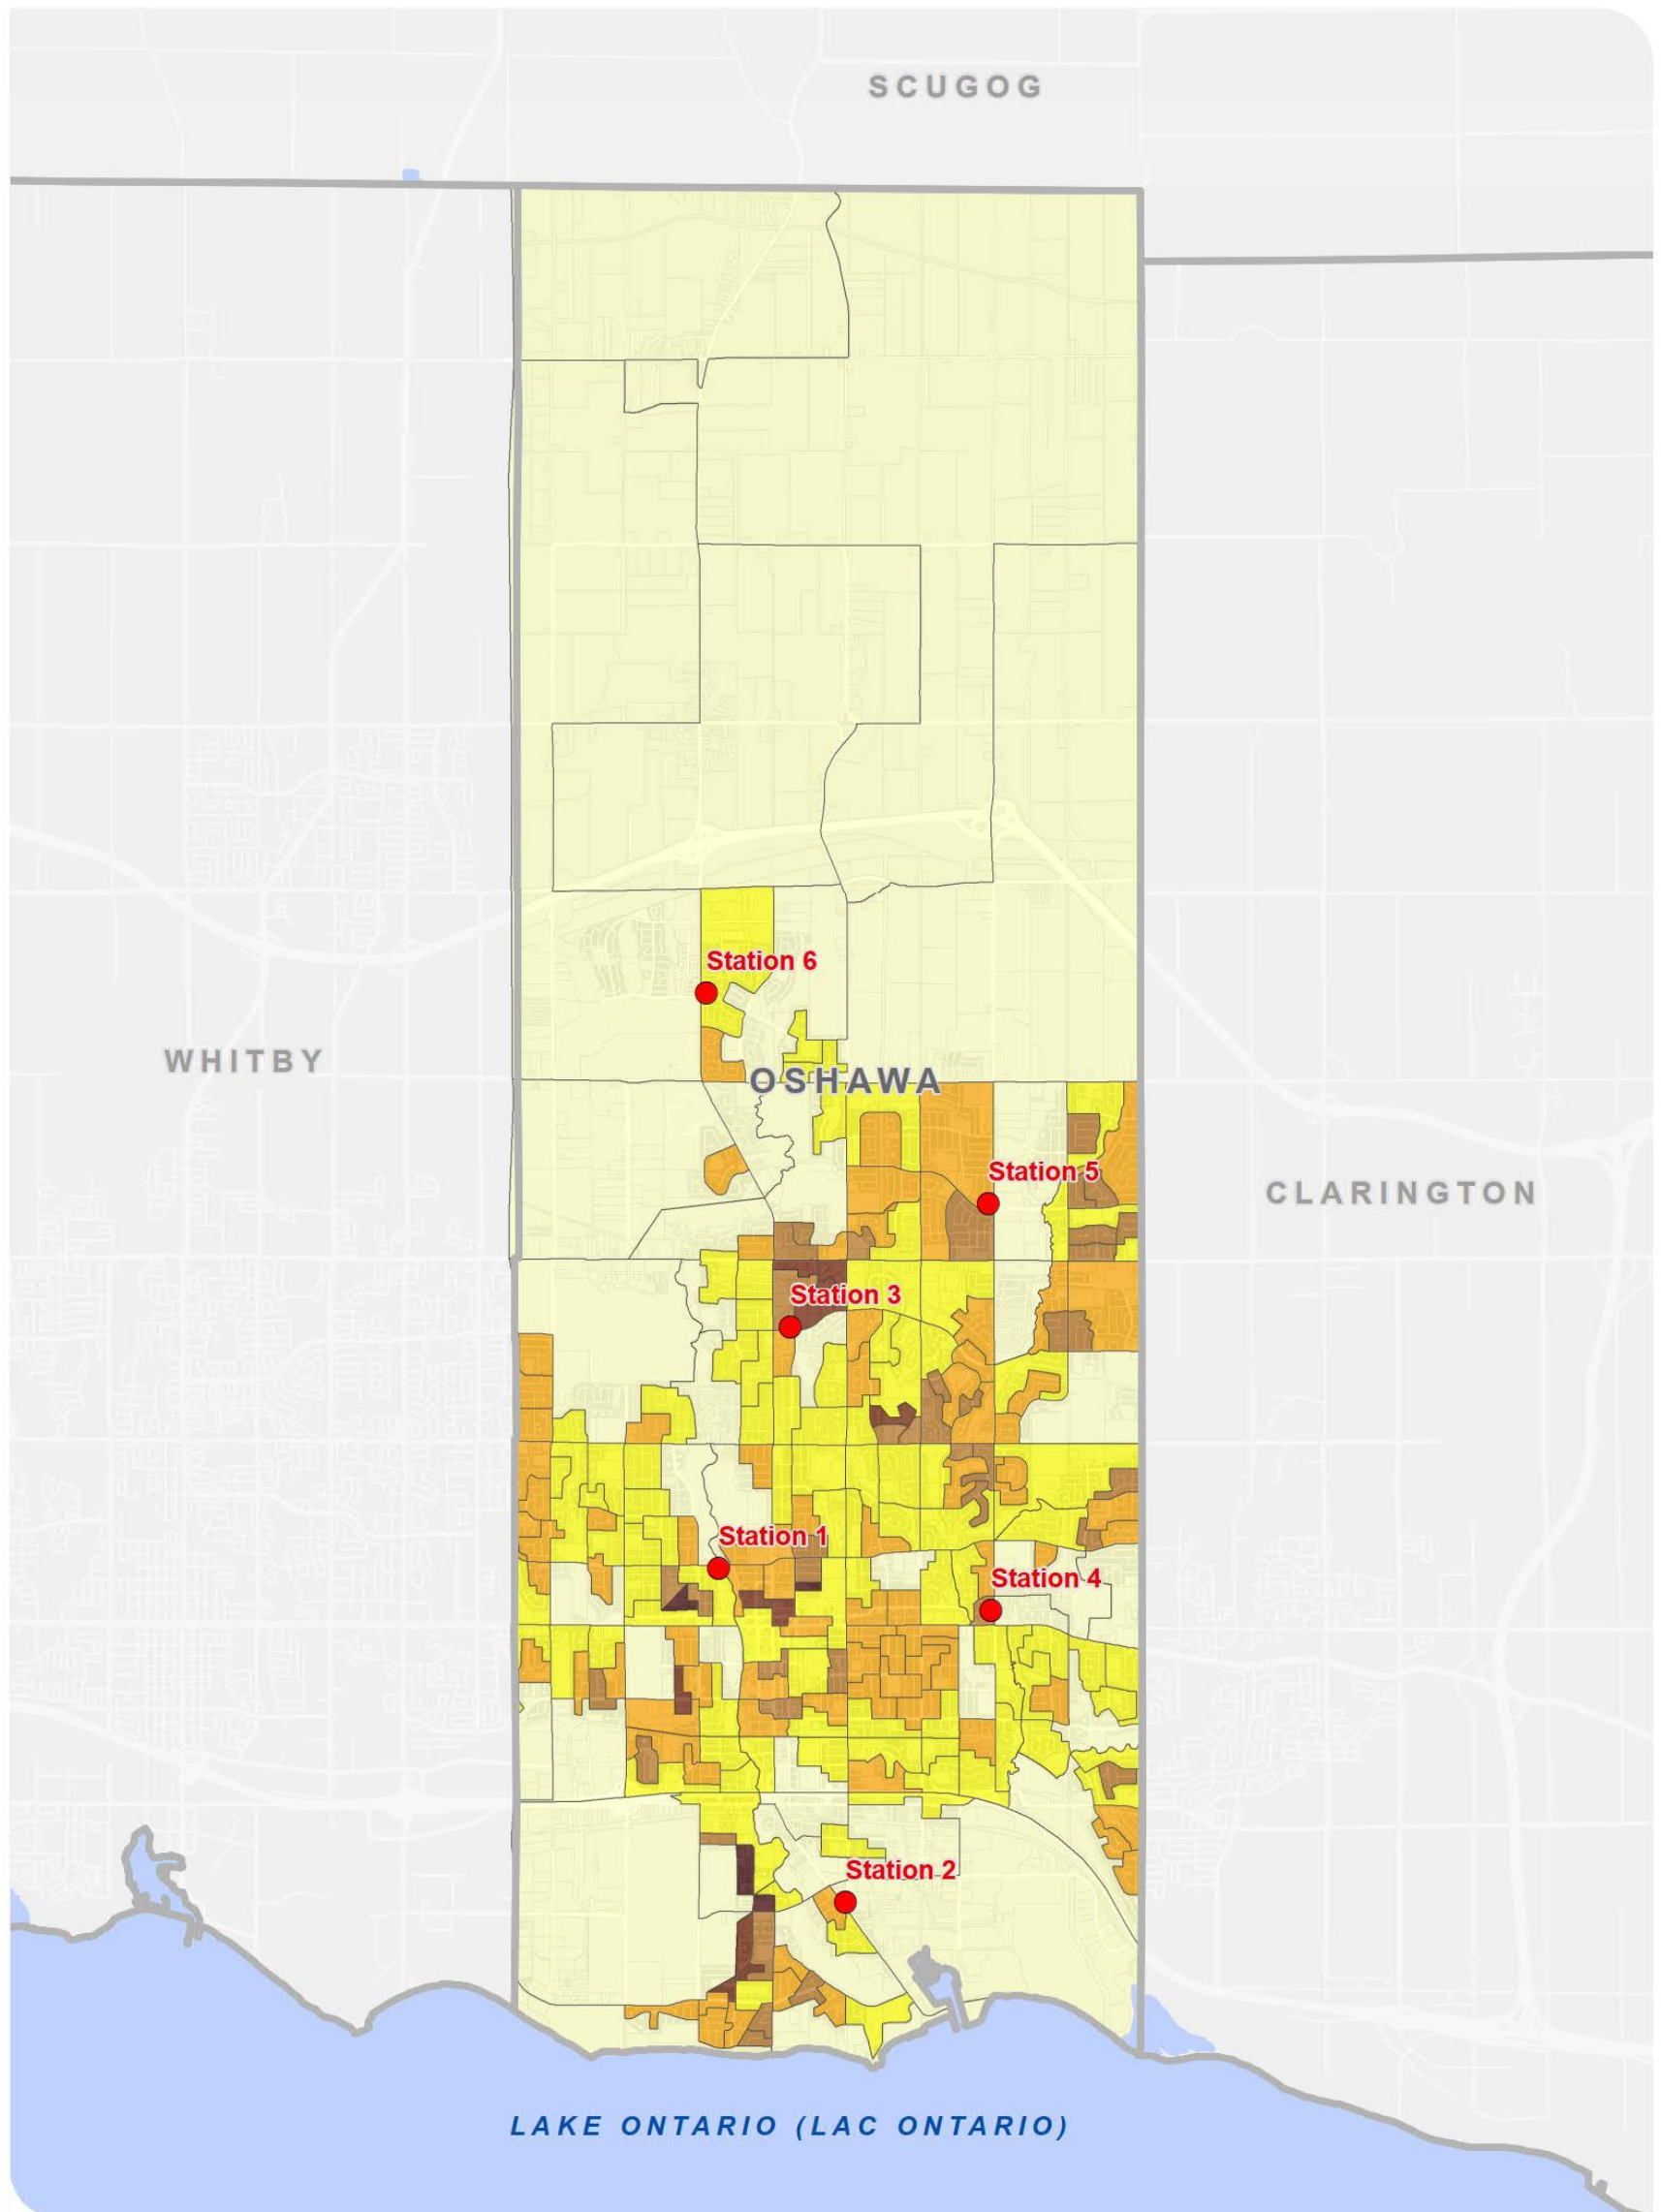 SCUGOG
Station 6
WHITBY
OSHAWA
Station 5
CLARINGTON
Station 3
Station 1
Station 4
Station 2
LAKE ONTARIO (LAC ONTARIO)